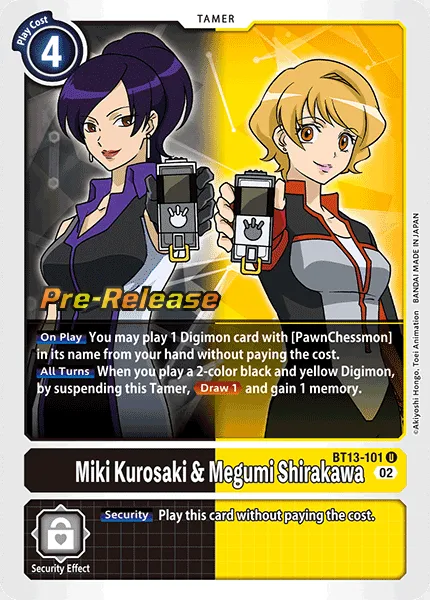 TAMER
Play Cost
4
Pre-Release
On Play You may play 1 Digimon card with [PawnChessmon]
in its name from your hand without paying the cost.
All Turns When you play a 2-color black and yellow Digimon,
by suspending this Tamer, Draw 1 and gain 1 memory.
©Akiyoshi Hongo, Toei Animation BANDAI MADE IN JAPAN
BT13-101 U
Miki Kurosaki & Megumi Shirakawa 02
Security Play this card without paying the cost.
Security Effect